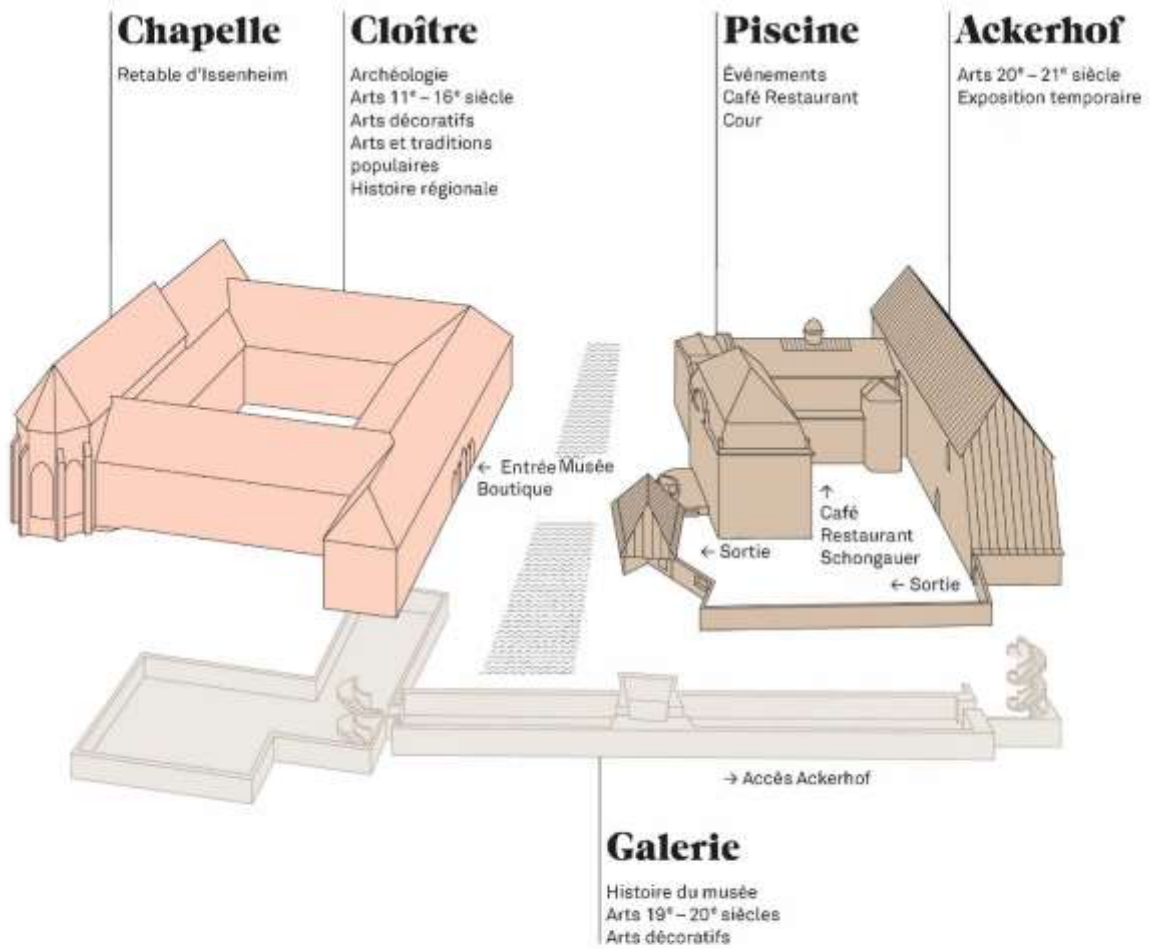 Chapelle
Retable d'Issenheim
Cloître
Archéologie
Arts 11ᵉ – 16ᵉ siècle
Arts décoratifs
Arts et traditions
populaires
Histoire régionale
Piscine
Événements
Café Restaurant
Cour
Ackerhof
Arts 20ᵉ – 21ᵉ siècle
Exposition temporaire
← Entrée Musée
Boutique
↑
Café
Restaurant
Schongauer
← Sortie
← Sortie
→ Accès Ackerhof
Galerie
Histoire du musée
Arts 19ᵉ – 20ᵉ siècles
Arts décoratifs